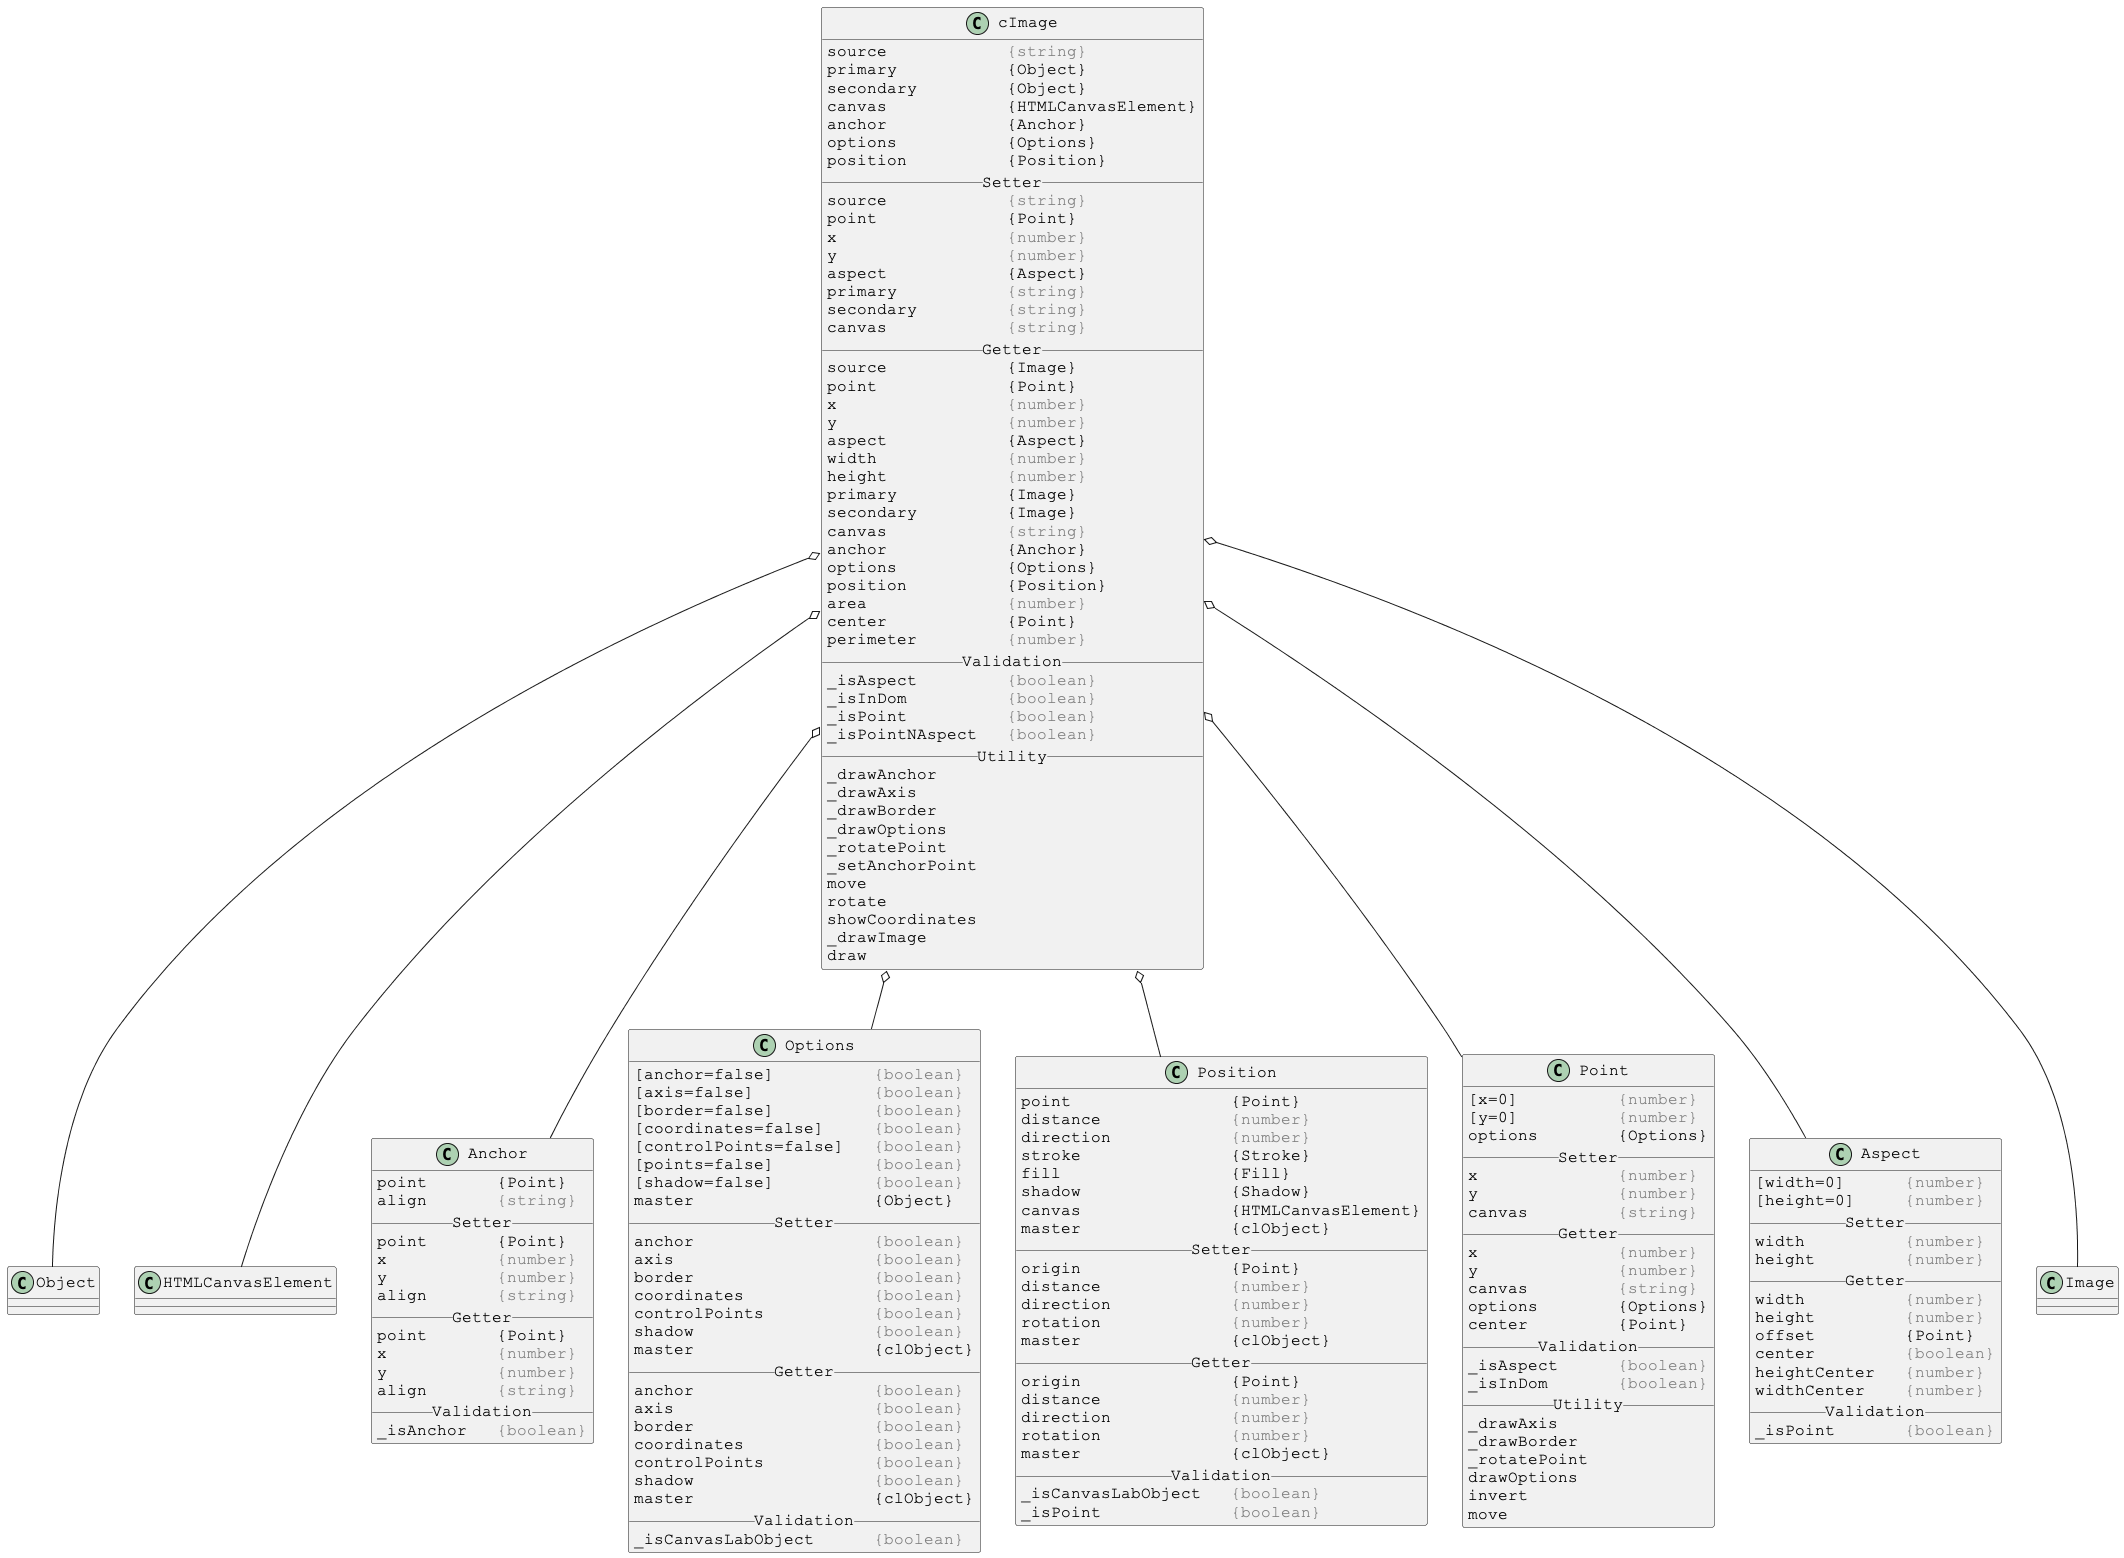 C cImage
source {string}
primary {Object}
secondary {Object}
canvas {HTMLCanvasElement}
anchor {Anchor}
options {Options}
position {Position}
Setter
source {string}
point {Point}
x {number}
y {number}
aspect {Aspect}
primary {string}
secondary {string}
canvas {string}
Getter
source {Image}
point {Point}
x {number}
y {number}
aspect {Aspect}
width {number}
height {number}
primary {Image}
secondary {Image}
canvas {string}
anchor {Anchor}
options {Options}
position {Position}
area {number}
center {Point}
perimeter {number}
Validation
_isAspect {boolean}
_isInDom {boolean}
_isPoint {boolean}
_isPointNAspect {boolean}
Utility
_drawAnchor
_drawAxis
_drawBorder
_drawOptions
_rotatePoint
_setAnchorPoint
move
rotate
showCoordinates
_drawImage
draw
C Object
C HTMLCanvasElement
C Anchor
point {Point}
align {string}
Setter
point {Point}
x {number}
y {number}
align {string}
Getter
point {Point}
x {number}
y {number}
align {string}
Validation
_isAnchor {boolean}
C Options
[anchor=false] {boolean}
[axis=false] {boolean}
[border=false] {boolean}
[coordinates=false] {boolean}
[controlPoints=false] {boolean}
[points=false] {boolean}
[shadow=false] {boolean}
master {Object}
Setter
anchor {boolean}
axis {boolean}
border {boolean}
coordinates {boolean}
controlPoints {boolean}
shadow {boolean}
master {clObject}
Getter
anchor {boolean}
axis {boolean}
border {boolean}
coordinates {boolean}
controlPoints {boolean}
shadow {boolean}
master {clObject}
Validation
_isCanvasLabObject {boolean}
C Position
point {Point}
distance {number}
direction {number}
stroke {Stroke}
fill {Fill}
shadow {Shadow}
canvas {HTMLCanvasElement}
master {clObject}
Setter
origin {Point}
distance {number}
direction {number}
rotation {number}
master {clObject}
Getter
origin {Point}
distance {number}
direction {number}
rotation {number}
master {clObject}
Validation
_isCanvasLabObject {boolean}
_isPoint {boolean}
C Point
[x=0] {number}
[y=0] {number}
options {Options}
Setter
x {number}
y {number}
canvas {string}
Getter
x {number}
y {number}
canvas {string}
options {Options}
center {Point}
Validation
_isAspect {boolean}
_isInDom {boolean}
Utility
_drawAxis
_drawBorder
_rotatePoint
drawOptions
invert
move
C Aspect
[width=0] {number}
[height=0] {number}
Setter
width {number}
height {number}
Getter
width {number}
height {number}
offset {Point}
center {boolean}
heightCenter {number}
widthCenter {number}
Validation
_isPoint {boolean}
C Image